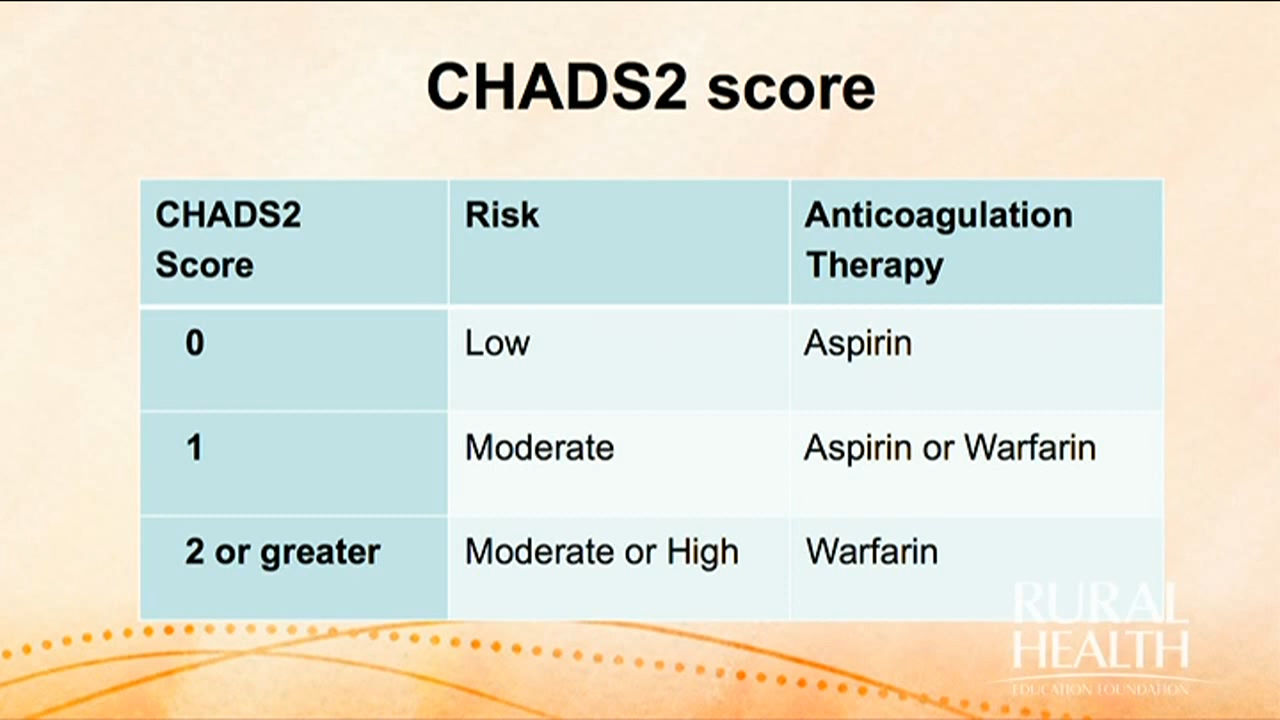 CHADS2 score
CHADS2
Score
Risk
Anticoagulation
Therapy
0
Low
Aspirin
1
Moderate
Aspirin or Warfarin
2 or greater
Moderate or High
Warfarin
RURAL
HEALTH
EDUCATION FOUNDATION